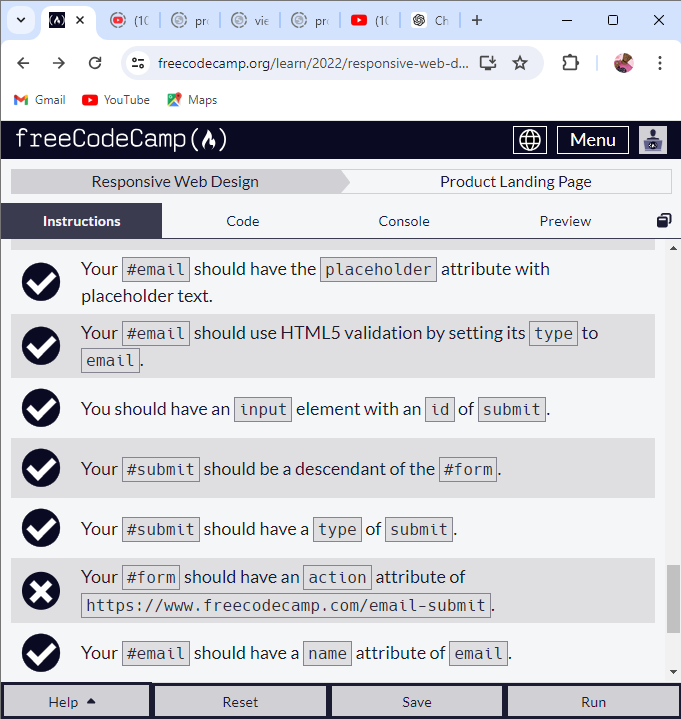 (10
pro
vie
pro
(10
Ch
freecodecamp.org/learn/2022/responsive-web-d...
Gmail YouTube Maps
freeCodeCamp Menu
Responsive Web Design Product Landing Page
Instructions Code Console Preview
Your #email should have the placeholder attribute with
placeholder text.
Your #email should use HTML5 validation by setting its type to
email.
You should have an input element with an id of submit.
Your #submit should be a descendant of the #form.
Your #submit should have a type of submit.
Your #form should have an action attribute of
https://www.freecodecamp.com/email-submit.
Your #email should have a name attribute of email.
Help Reset Save Run